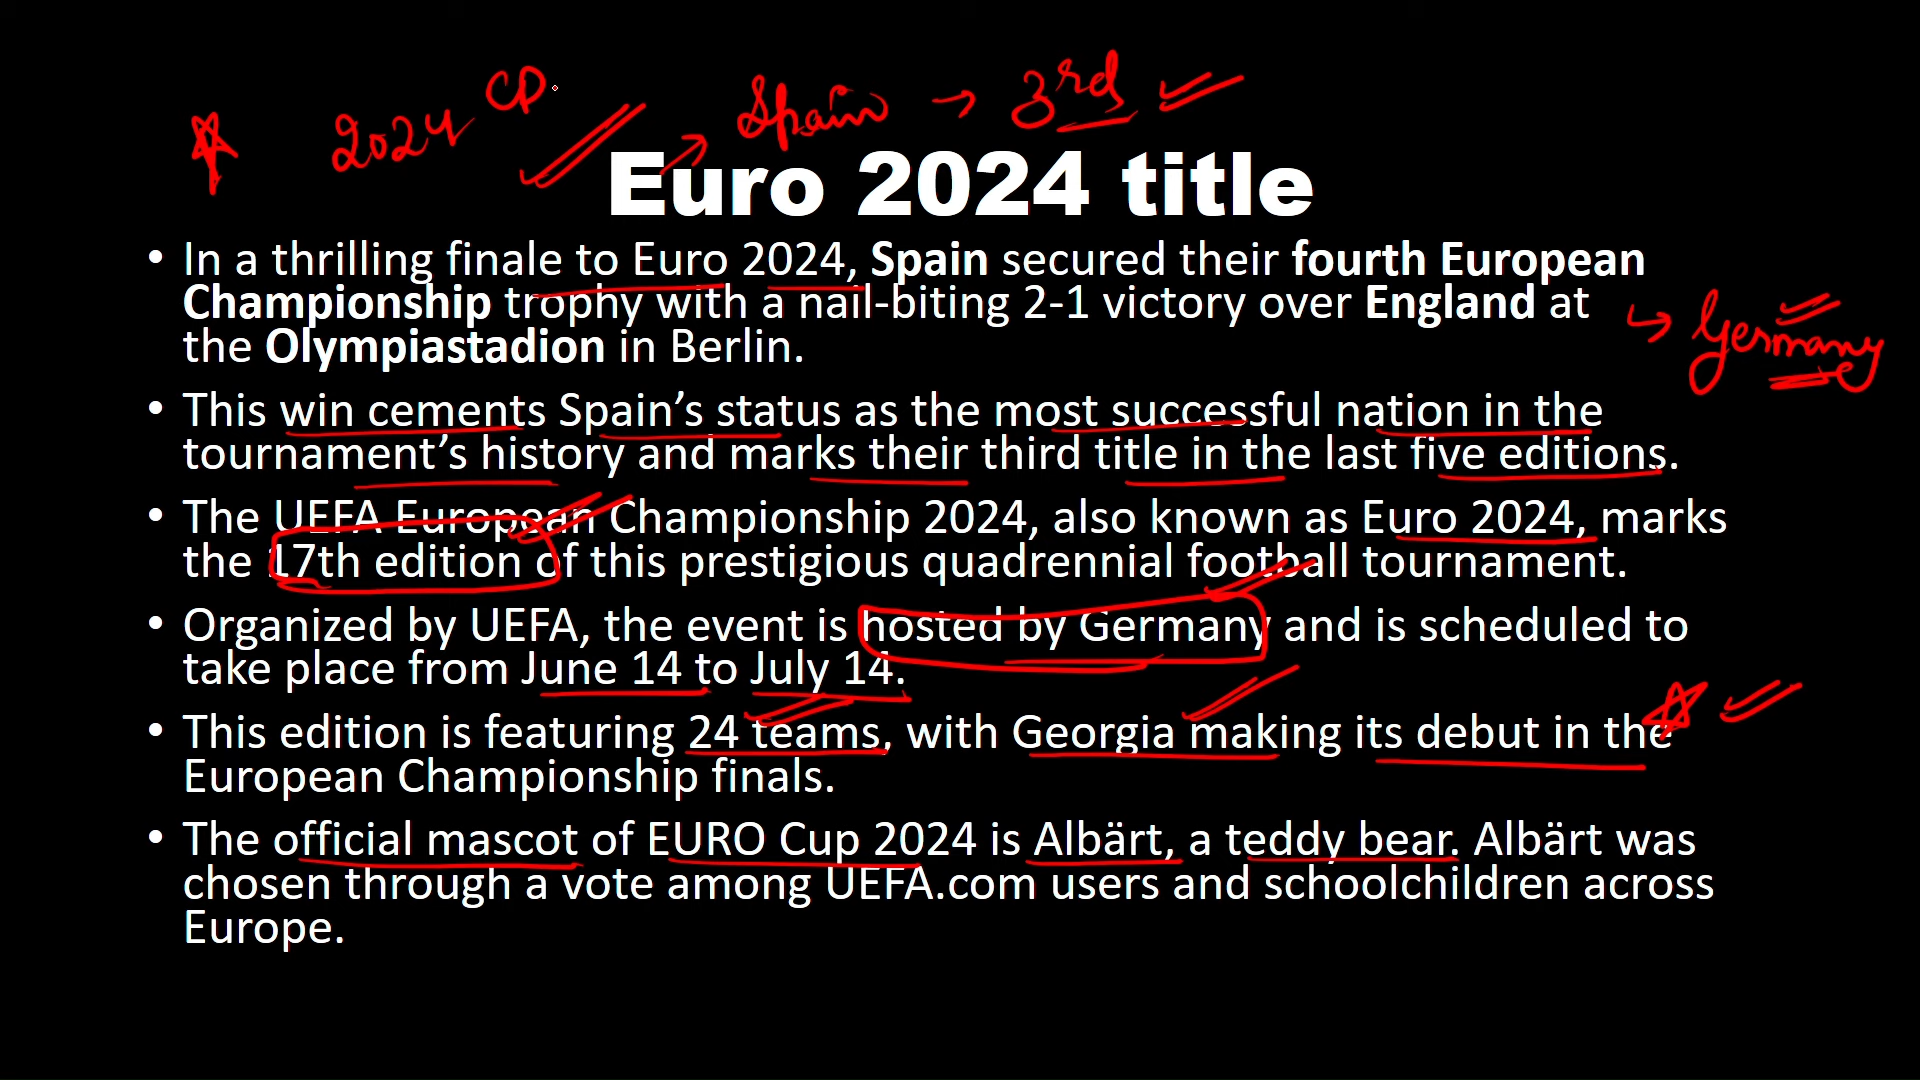 2024 CP.
Spain → 3rd
Euro 2024 title
• In a thrilling finale to Euro 2024, Spain secured their fourth European
Championship trophy with a nail-biting 2-1 victory over England at
the Olympiastadion in Berlin.
Germany
• This win cements Spain’s status as the most successful nation in the
tournament’s history and marks their third title in the last five editions.
• The UEFA European Championship 2024, also known as Euro 2024, marks
the 17th edition of this prestigious quadrennial football tournament.
• Organized by UEFA, the event is hosted by Germany and is scheduled to
take place from June 14 to July 14.
• This edition is featuring 24 teams, with Georgia making its debut in the
European Championship finals.
• The official mascot of EURO Cup 2024 is Albärt, a teddy bear. Albärt was
chosen through a vote among UEFA.com users and schoolchildren across
Europe.